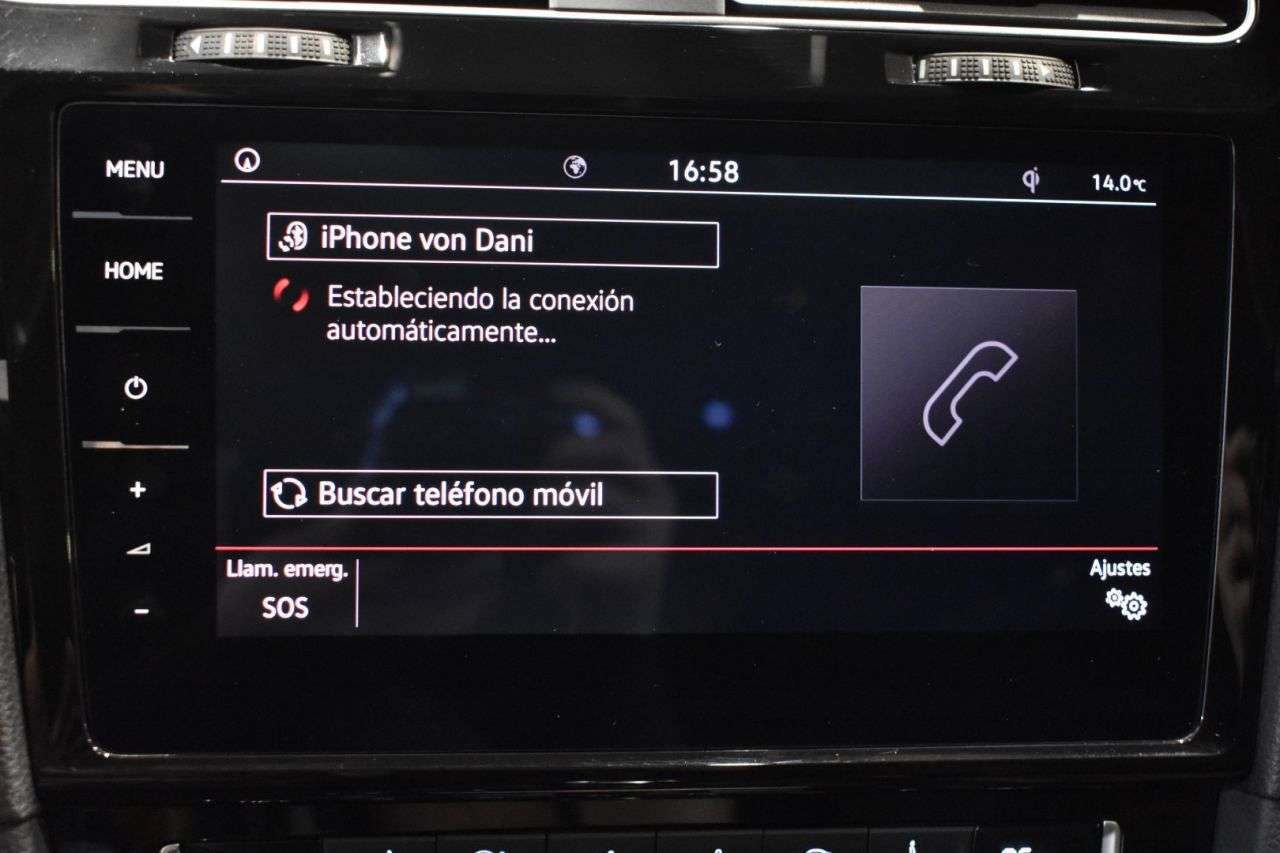 MENU
HOME
16:58
14.0°C
iPhone von Dani
Estableciendo la conexión
automáticamente...
Buscar teléfono móvil
Llam. emerg.
SOS
Ajustes